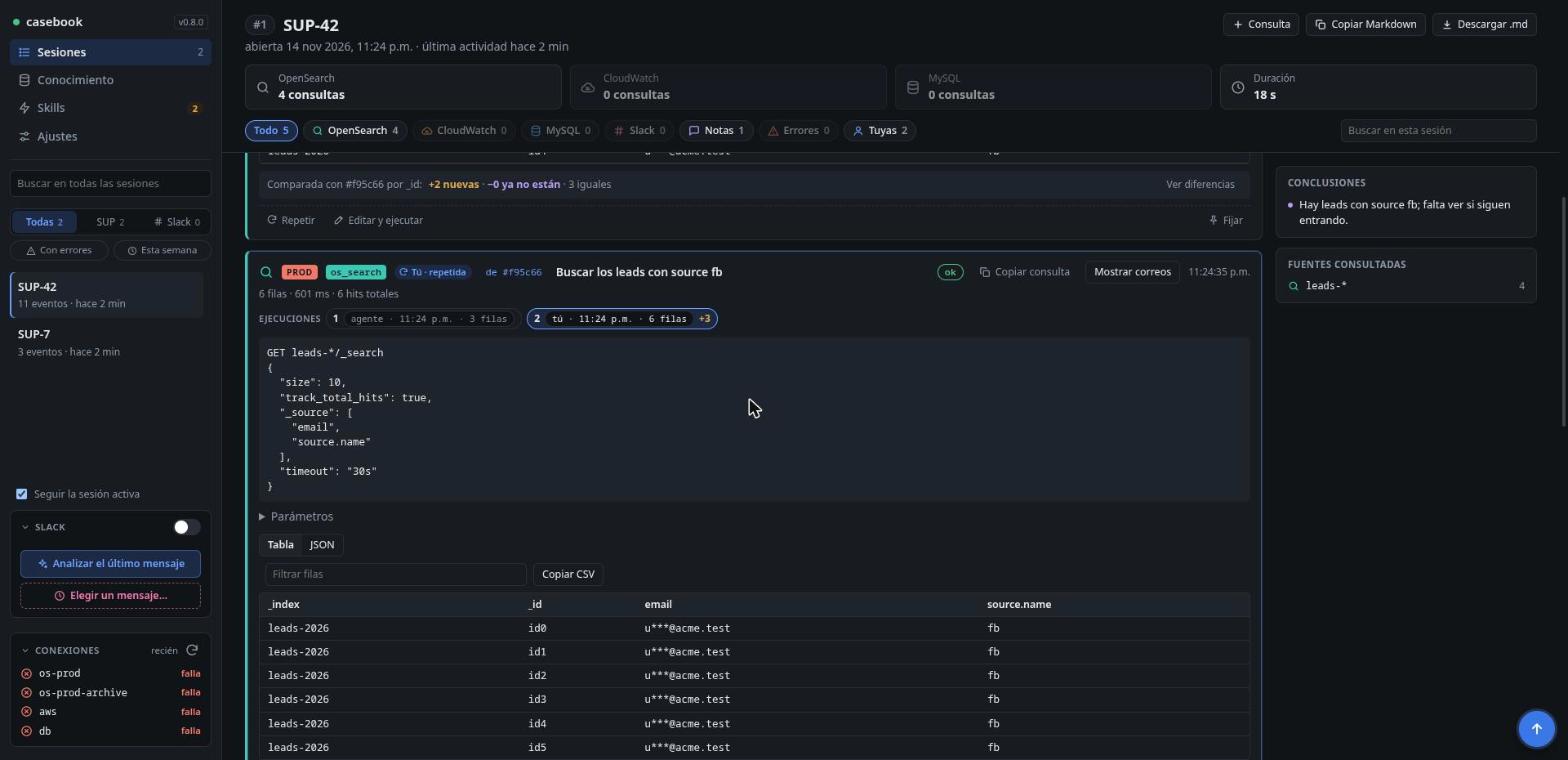 casebook
v0.8.0
Sesiones 2
Conocimiento
Skills 2
Ajustes
Buscar en todas las sesiones
Todas 2 SUP 2 # Slack 0
Con errores Esta semana
SUP-42
11 eventos · hace 2 min
SUP-7
3 eventos · hace 2 min
Seguir la sesión activa
SLACK
Analizar el último mensaje
Elegir un mensaje...
CONEXIONES recién
os-prod falla
os-prod-archive falla
aws falla
db falla
#1 SUP-42
abierta 14 nov 2026, 11:24 p.m. · última actividad hace 2 min
+ Consulta Copiar Markdown Descargar .md
OpenSearch
4 consultas
CloudWatch
0 consultas
MySQL
0 consultas
Duración
18 s
Todo 5 OpenSearch 4 CloudWatch 0 MySQL 0 # Slack 0 Notas 1 Errores 0 Tuyas 2
Buscar en esta sesión
Comparada con #f95c66 por _id: +2 nuevas · −0 ya no están · 3 iguales Ver diferencias
Repetir Editar y ejecutar Fijar
PROD os_search Tú · repetida de #f95c66 Buscar los leads con source fb ok Copiar consulta Mostrar correos 11:24:35 p.m.
6 filas · 601 ms · 6 hits totales
EJECUCIONES 1 agente · 11:24 p.m. · 3 filas 2 tú · 11:24 p.m. · 6 filas +3
GET leads-*/_search
{
"size": 10,
"track_total_hits": true,
"_source": [
"email",
"source.name"
],
"timeout": "30s"
}
Parámetros
Tabla JSON
Filtrar filas Copiar CSV
_index _id email source.name
leads-2026 id0 u***@acme.test fb
leads-2026 id1 u***@acme.test fb
leads-2026 id2 u***@acme.test fb
leads-2026 id3 u***@acme.test fb
leads-2026 id4 u***@acme.test fb
leads-2026 id5 u***@acme.test fb
CONCLUSIONES
Hay leads con source fb; falta ver si siguen
entrando.
FUENTES CONSULTADAS
leads-* 4